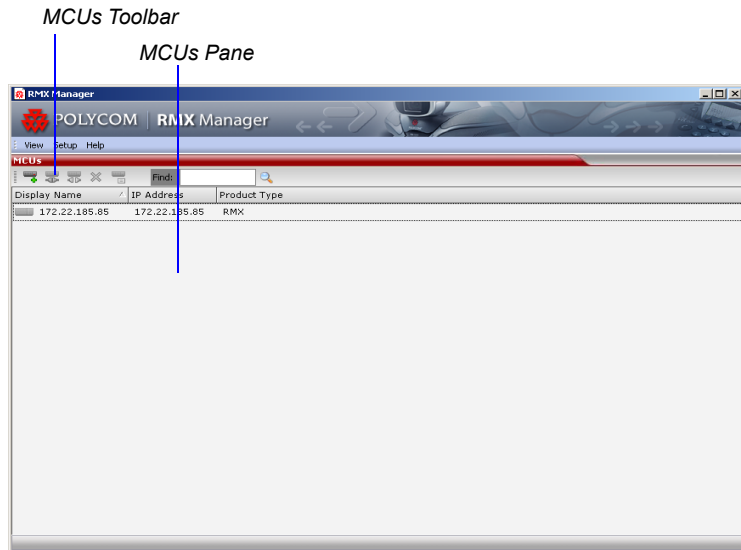 MCUs Toolbar
MCUs Pane
RMX Manager
POLYCOM | RMX Manager
View Setup Help
MCUs
Find:
Display Name IP Address Product Type
172.22.185.85 172.22.185.85 RMX